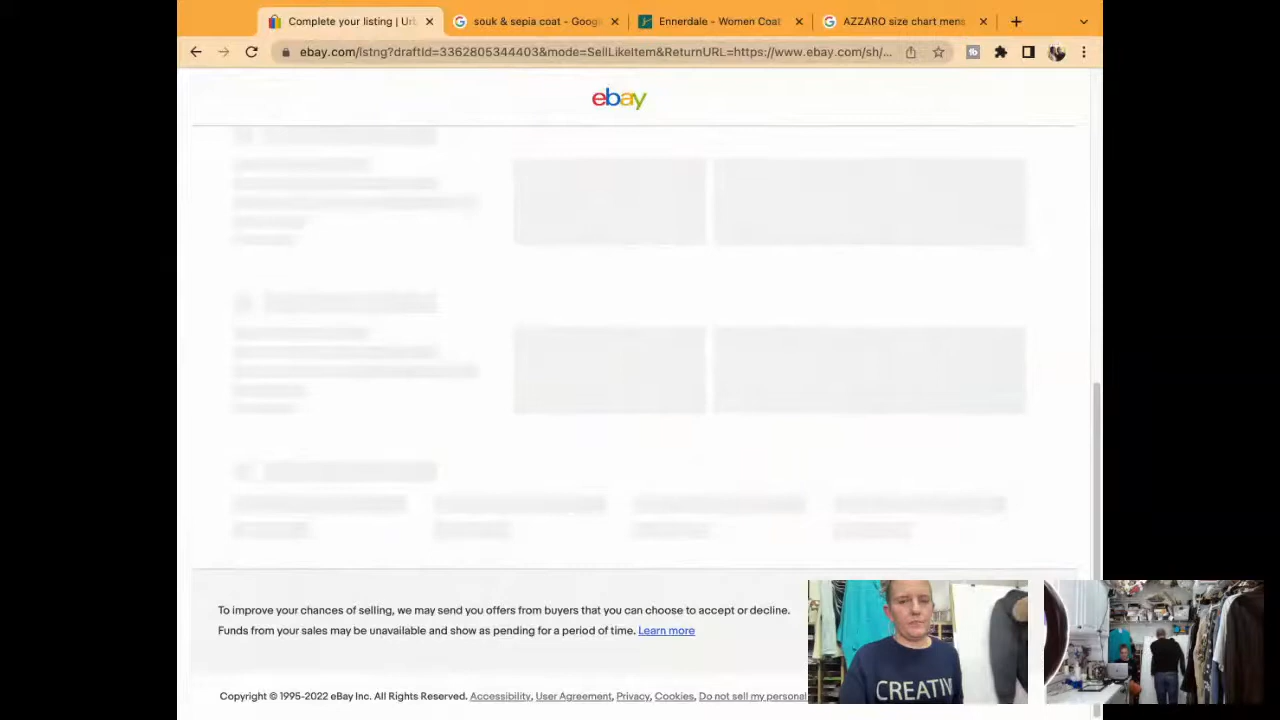 Complete your listing | Urb
souk & sepia coat - Googl
Ennerdale - Women Coat
AZZARO size chart mens
ebay.com/lstng?draftId=3362805344403&mode=SellLikeItem&ReturnURL=https://www.ebay.com/sh/...
ebay
To improve your chances of selling, we may send you offers from buyers that you can choose to accept or decline.
Funds from your sales may be unavailable and show as pending for a period of time. Learn more
Copyright © 1995-2022 eBay Inc. All Rights Reserved. Accessibility, User Agreement, Privacy, Cookies, Do not sell my personal
CREATIV